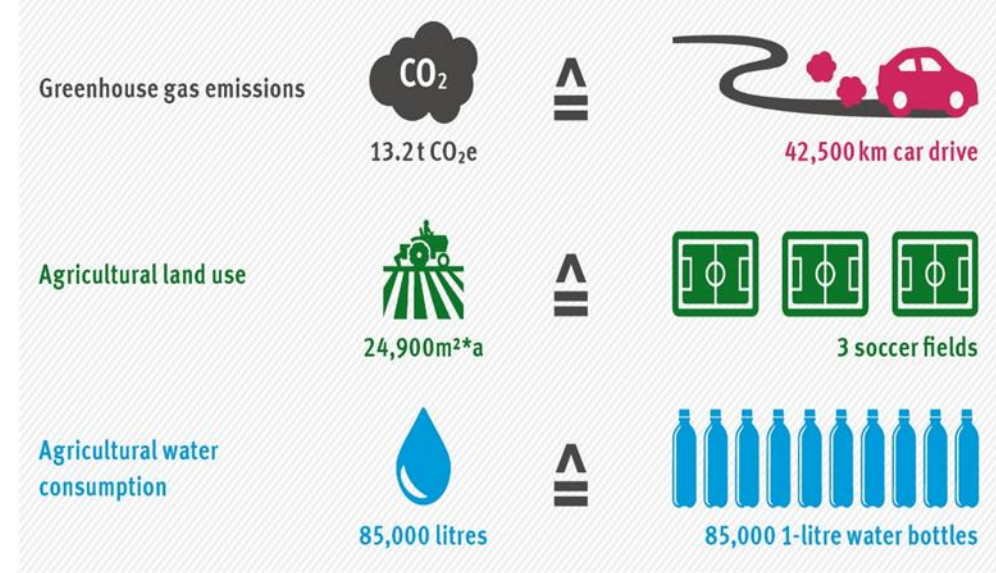 Greenhouse gas emissions
CO₂
13.2 t CO₂e
≙
42,500 km car drive
Agricultural land use
24,900m²*a
≙
3 soccer fields
Agricultural water
consumption
85,000 litres
≙
85,000 1-litre water bottles